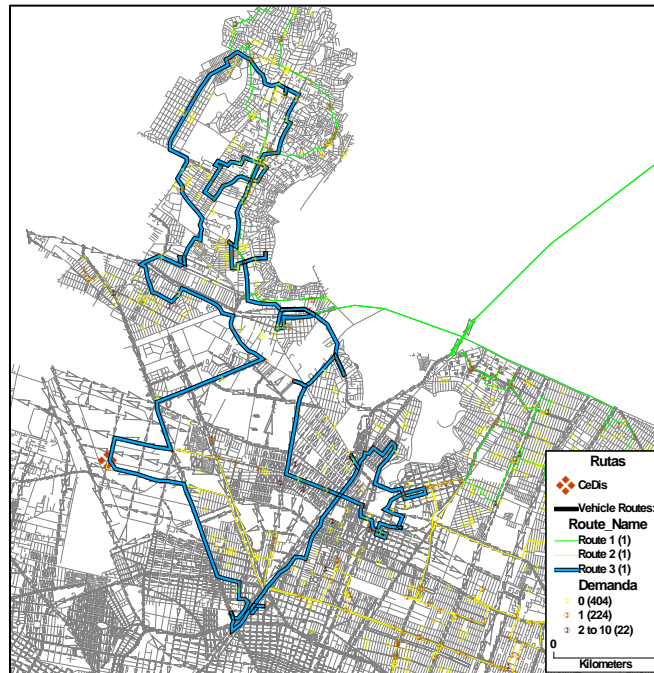 Rutas
CeDis
Vehicle Routes:
Route_Name
Route 1 (1)
Route 2 (1)
Route 3 (1)
Demanda
0 (404)
1 (224)
2 to 10 (22)
0
Kilometers